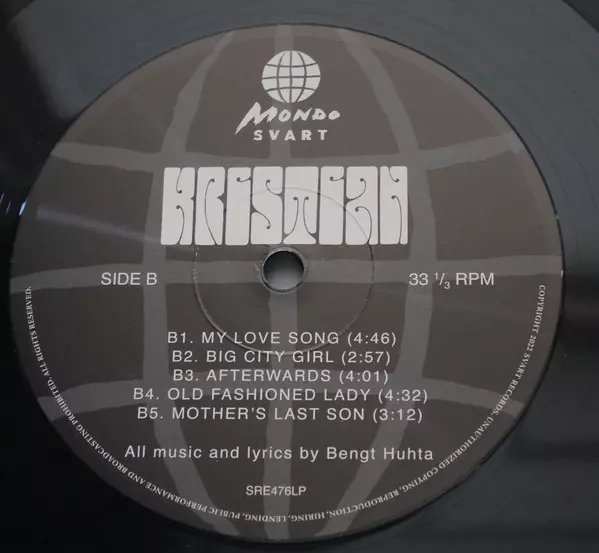 MONDO
SVART
KRISTIAN
SIDE B
33 1/3 RPM
B1. MY LOVE SONG (4:46)
B2. BIG CITY GIRL (2:57)
B3. AFTERWARDS (4:01)
B4. OLD FASHIONED LADY (4:32)
B5. MOTHER'S LAST SON (3:12)
All music and lyrics by Bengt Huhta
SRE476LP
COPYRIGHT 2022 SVART RECORDS. UNAUTHORIZED COPYING, REPRODUCTION, HIRING, LENDING, PUBLIC PERFORMANCE AND BROADCASTING PROHIBITED. ALL RIGHTS RESERVED.